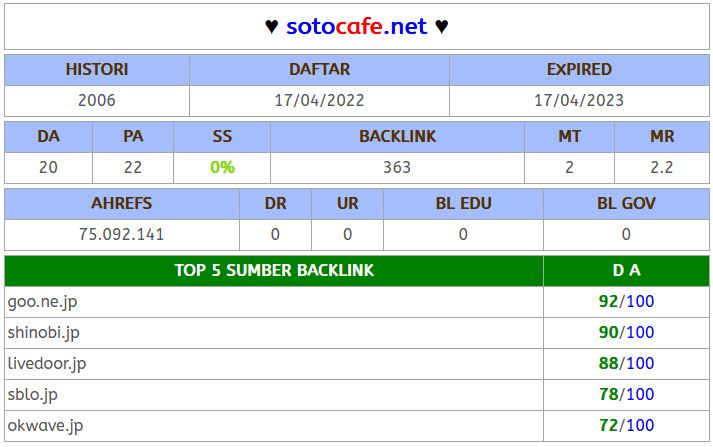 ♥ sotocafe.net ♥
HISTORI DAFTAR EXPIRED
2006 17/04/2022 17/04/2023
DA PA SS BACKLINK MT MR
20 22 0% 363 2 2.2
AHREFS DR UR BL EDU BL GOV
75.092.141 0 0 0 0
TOP 5 SUMBER BACKLINK D A
goo.ne.jp 92/100
shinobi.jp 90/100
livedoor.jp 88/100
sblo.jp 78/100
okwave.jp 72/100